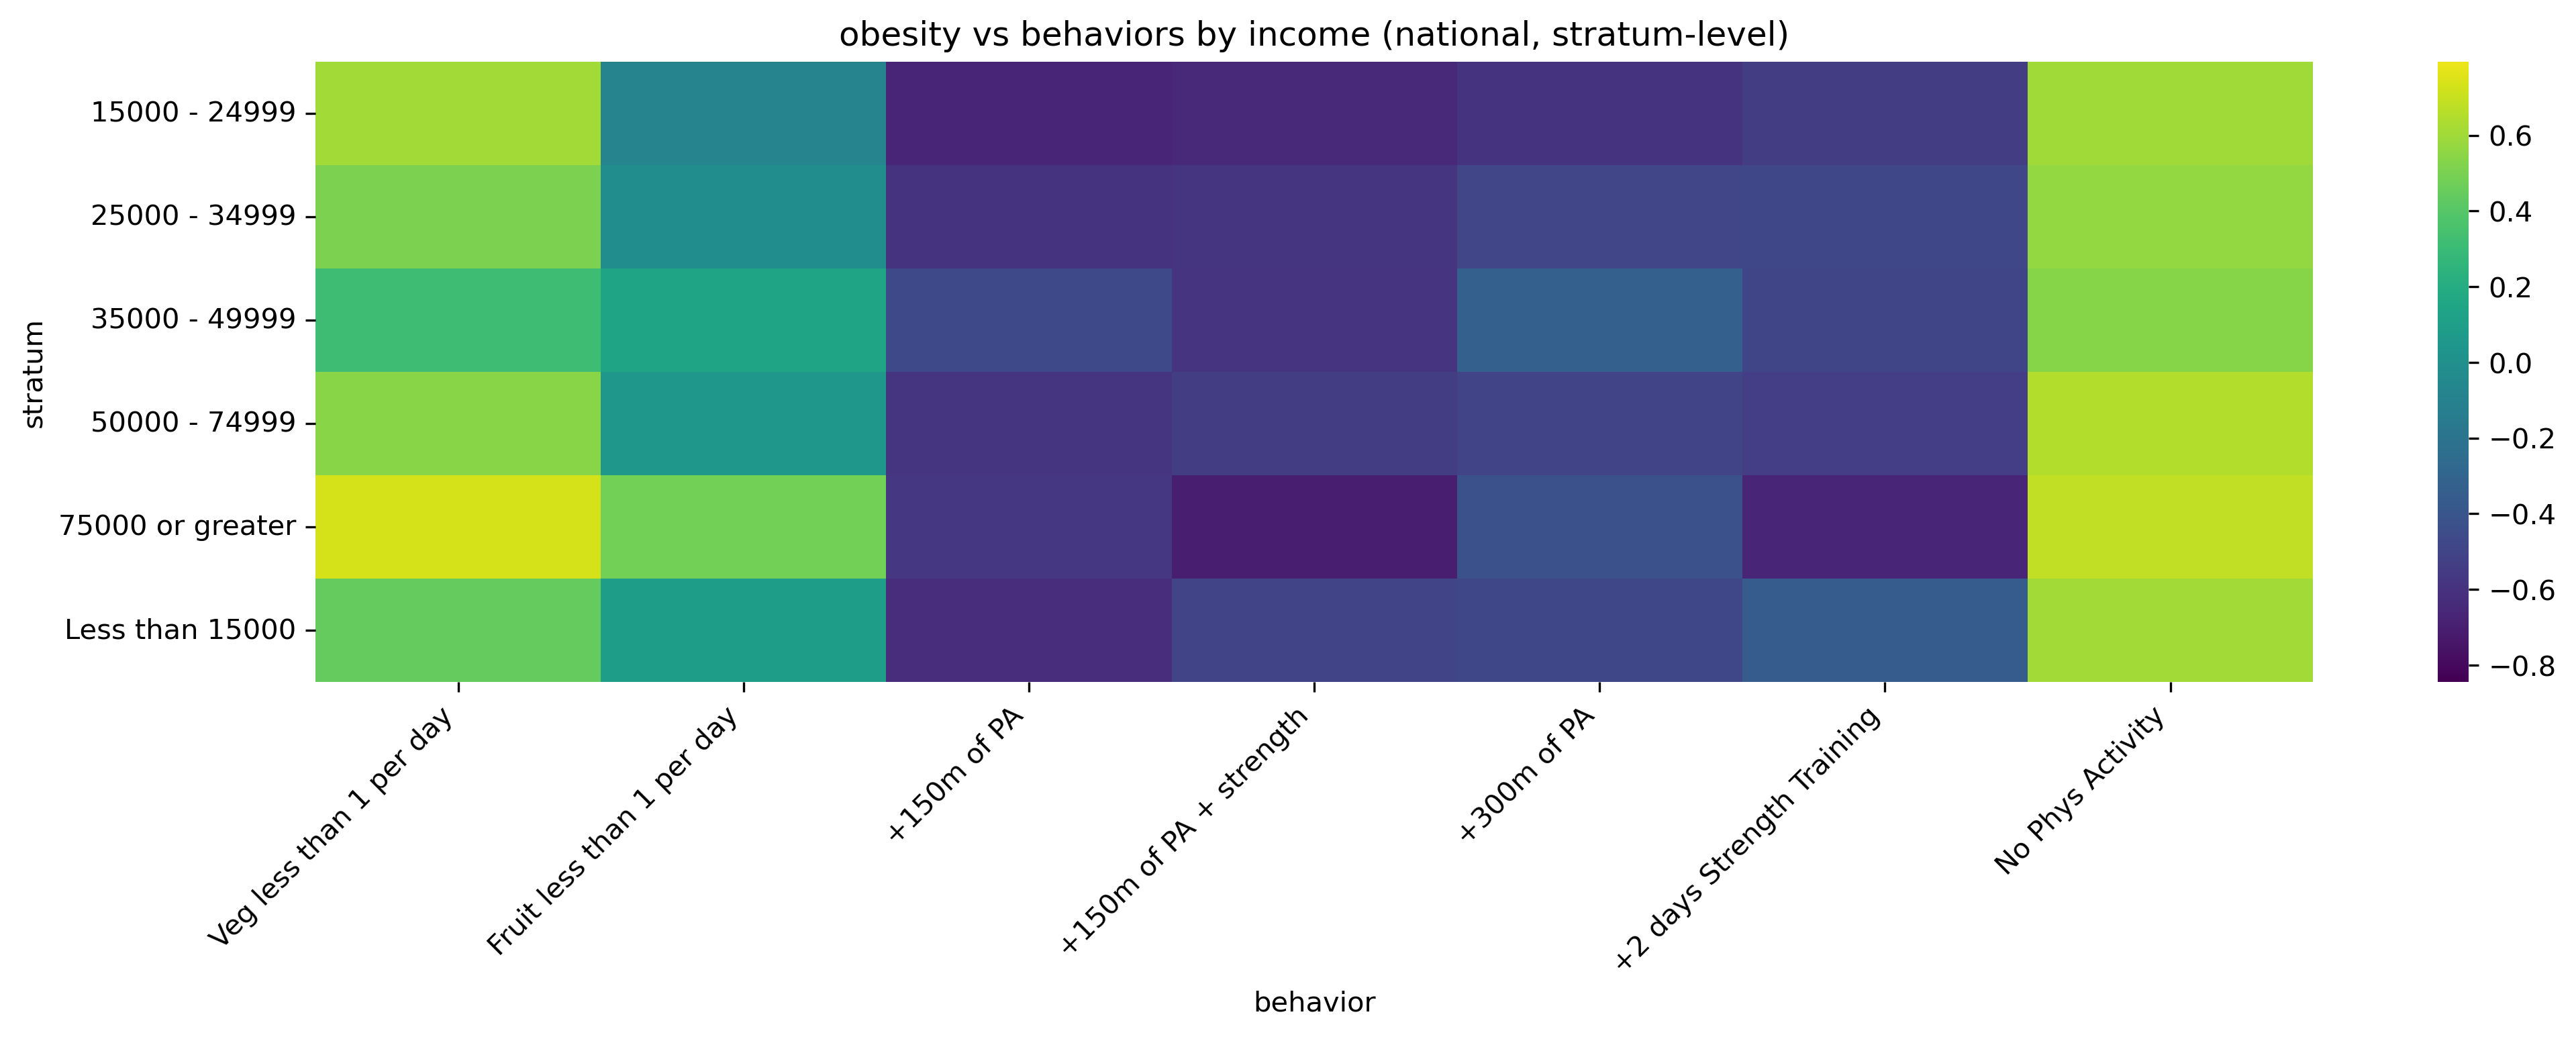 obesity vs behaviors by income (national, stratum-level)
stratum
15000 - 24999
25000 - 34999
35000 - 49999
50000 - 74999
75000 or greater
Less than 15000
Veg less than 1 per day
Fruit less than 1 per day
+150m of PA
+150m of PA + strength
+300m of PA
+2 days Strength Training
No Phys Activity
behavior
0.6
0.4
0.2
0.0
−0.2
−0.4
−0.6
−0.8